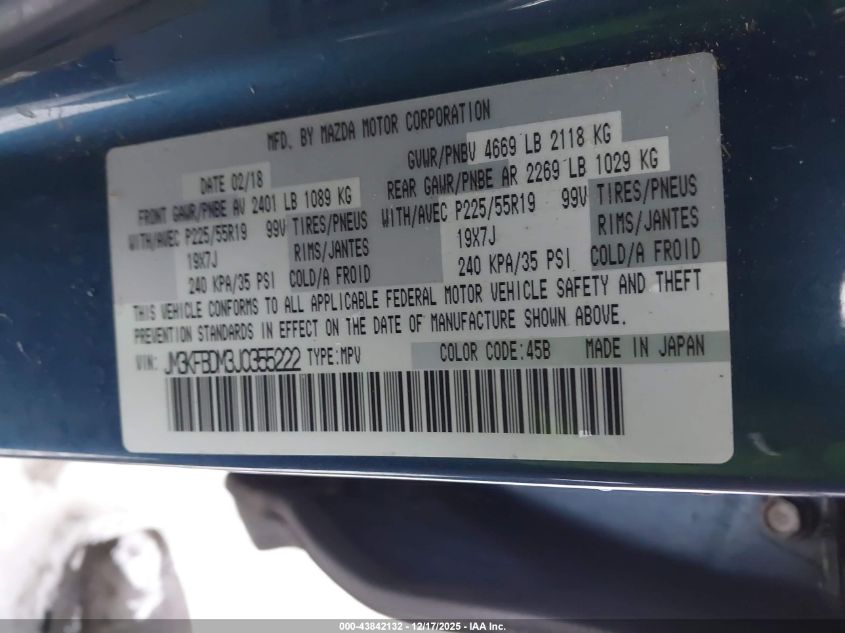 MFD. BY MAZDA MOTOR CORPORATION
DATE 02/18 GVWR/PNBV 4669 LB 2118 KG
FRONT GAWR/PNBE AV 2401 LB 1089 KG REAR GAWR/PNBE AR 2269 LB 1029 KG
WITH/AVEC P225/55R19 99V TIRES/PNEUS WITH/AVEC P225/55R19 99V TIRES/PNEUS
19X7J RIMS/JANTES 19X7J RIMS/JANTES
240 KPA/35 PSI COLD/A FROID 240 KPA/35 PSI COLD/A FROID
THIS VEHICLE CONFORMS TO ALL APPLICABLE FEDERAL MOTOR VEHICLE SAFETY AND THEFT
PREVENTION STANDARDS IN EFFECT ON THE DATE OF MANUFACTURE SHOWN ABOVE.
VIN: JM3KFBDM3J0355222 TYPE:MPV COLOR CODE:45B MADE IN JAPAN
000-43842132 - 12/17/2025 - IAA Inc.